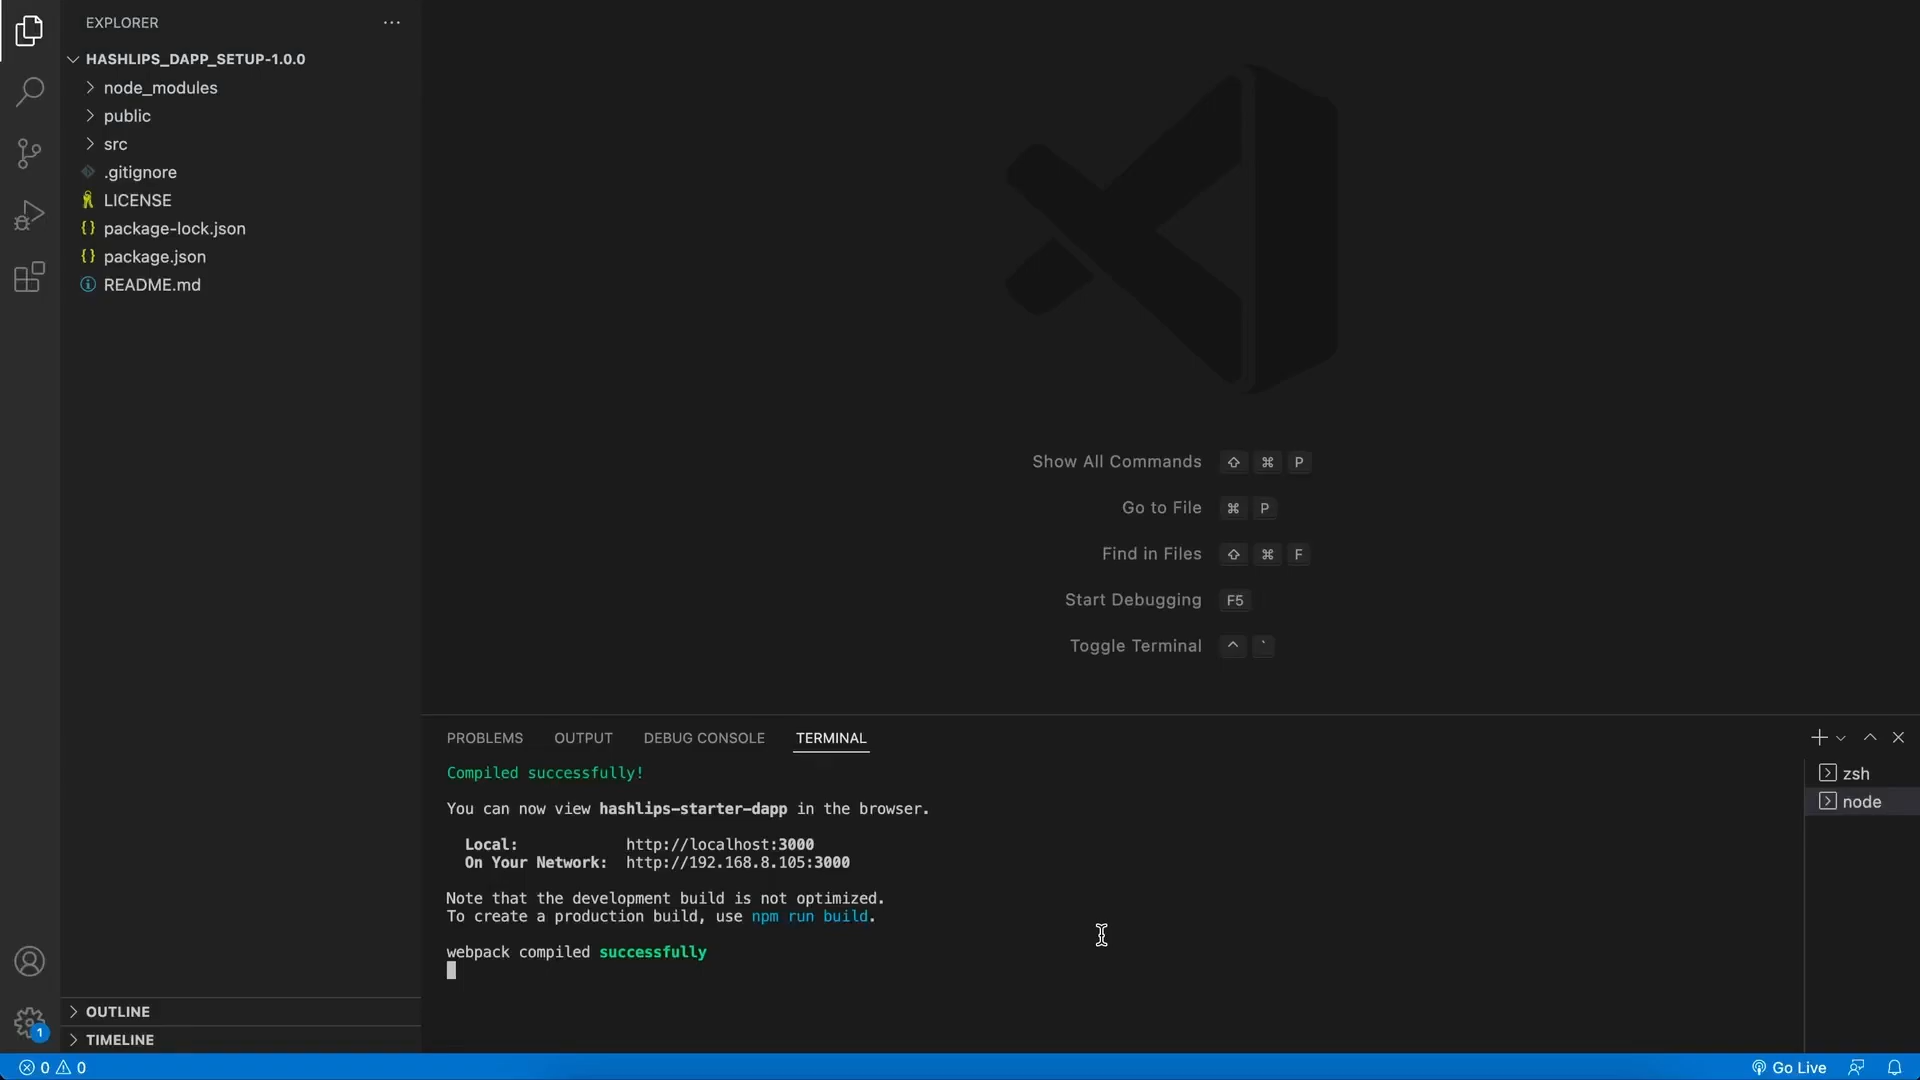 EXPLORER
HASHLIPS_DAPP_SETUP-1.0.0
node_modules
public
src
.gitignore
LICENSE
package-lock.json
package.json
README.md
OUTLINE
TIMELINE
Show All Commands ⇧ ⌘ P
Go to File ⌘ P
Find in Files ⇧ ⌘ F
Start Debugging F5
Toggle Terminal ^ `
PROBLEMS OUTPUT DEBUG CONSOLE TERMINAL
Compiled successfully!
You can now view hashlips-starter-dapp in the browser.
Local: http://localhost:3000
On Your Network: http://192.168.8.105:3000
Note that the development build is not optimized.
To create a production build, use npm run build.
webpack compiled successfully
zsh
node
1
0 0
Go Live